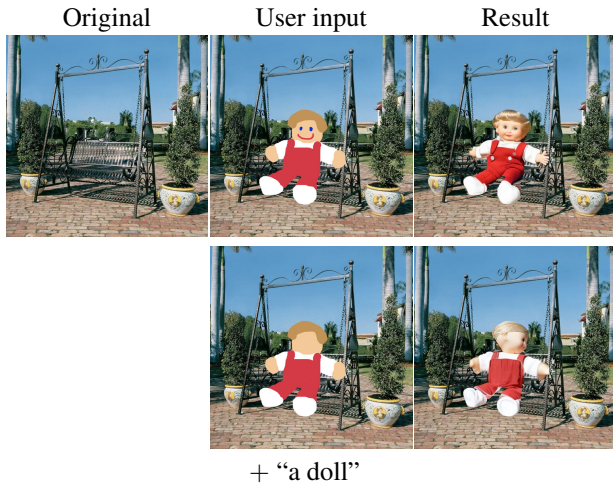 Original User input Result
+ “a doll”